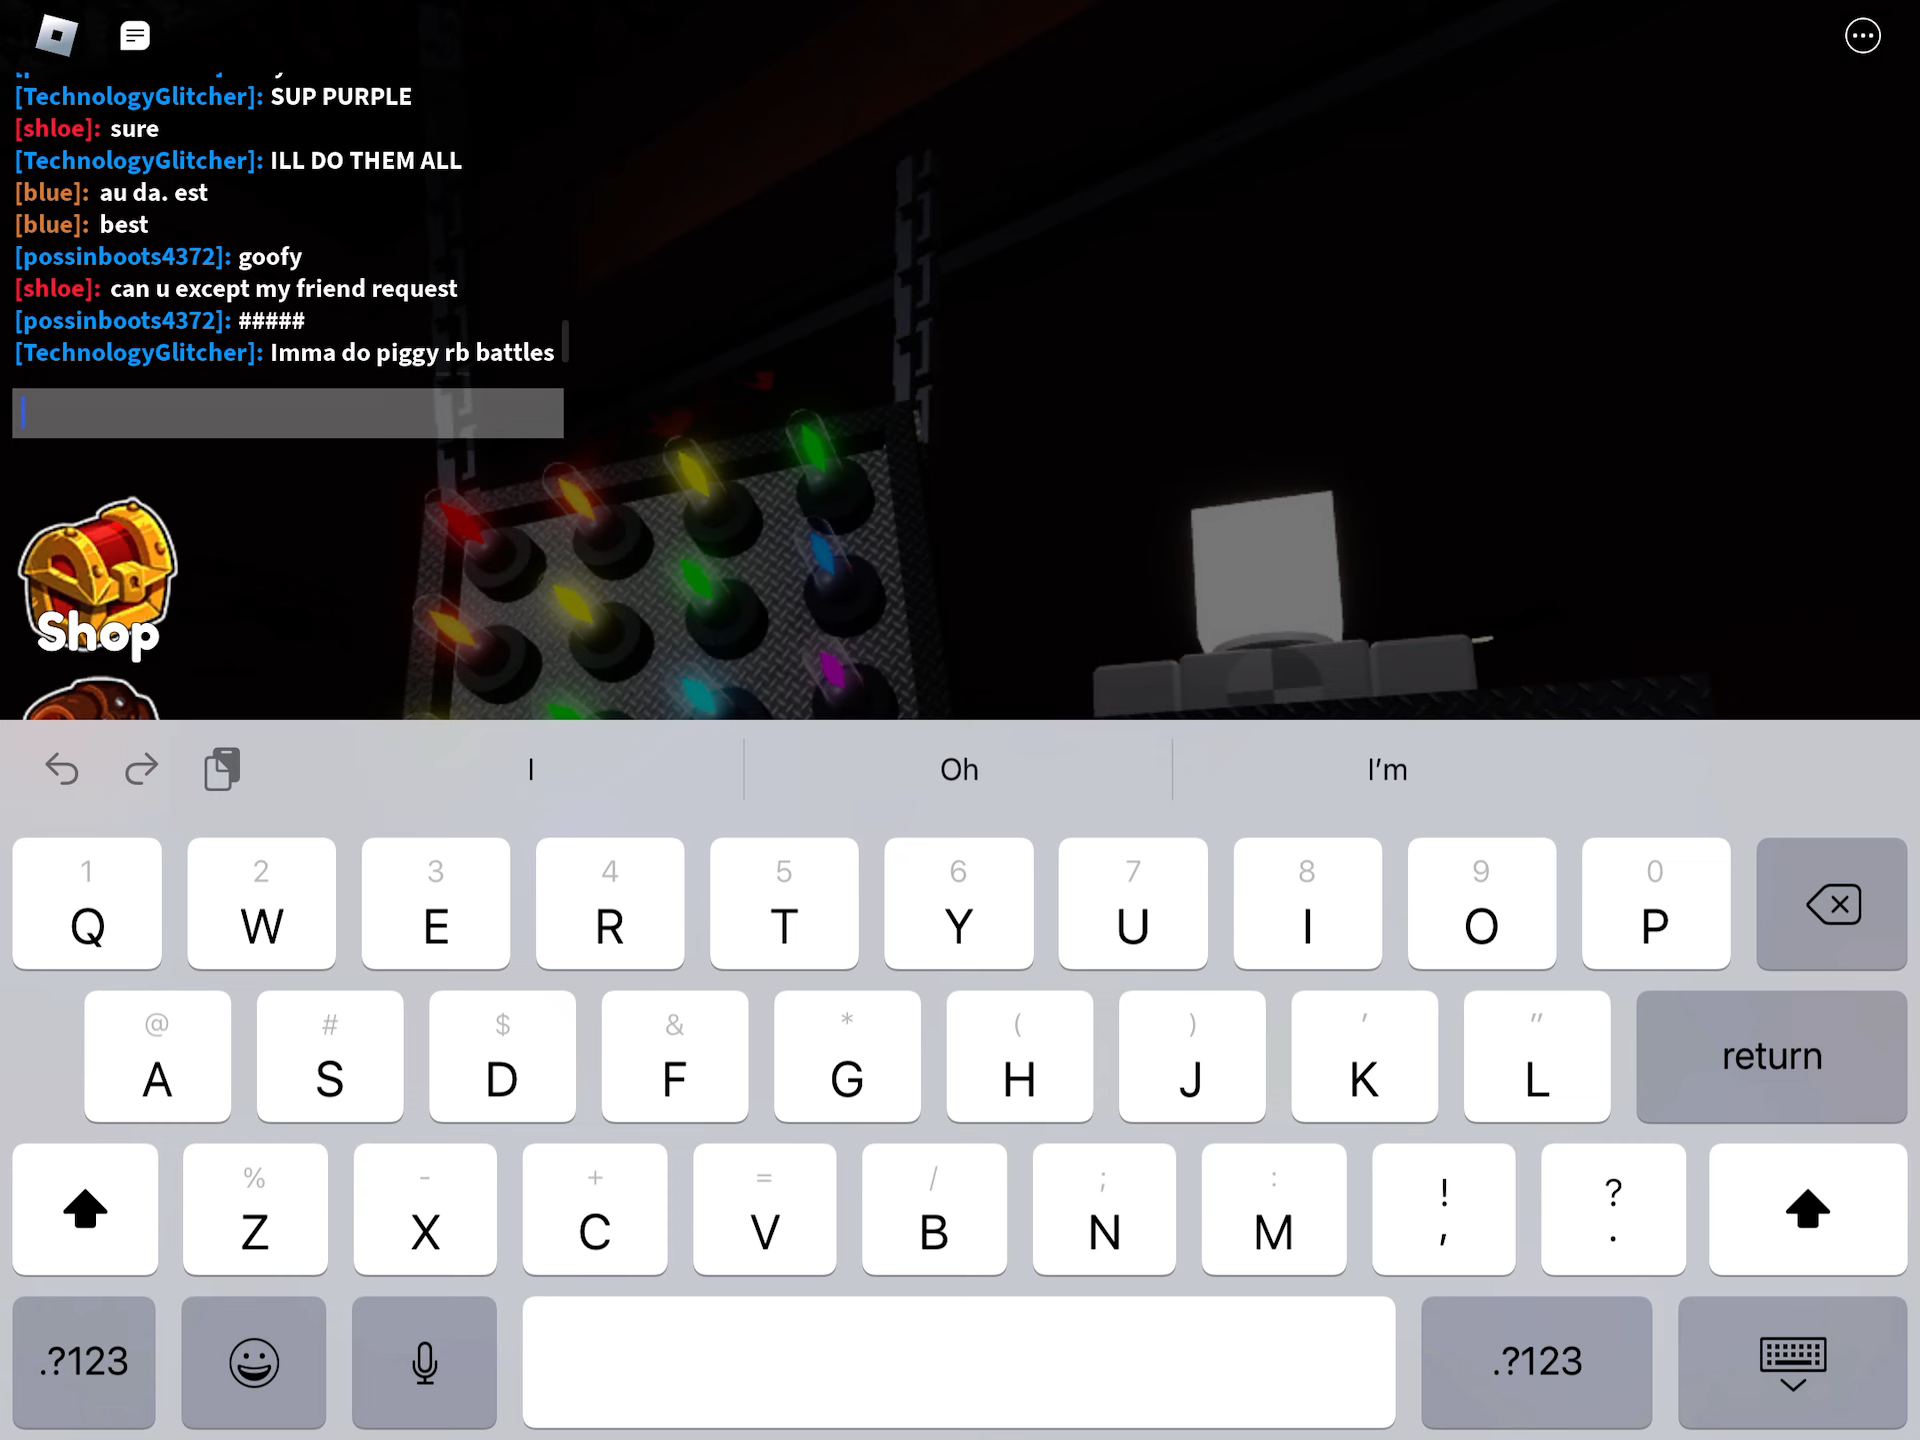 [TechnologyGlitcher]: SUP PURPLE
[shloe]: sure
[TechnologyGlitcher]: ILL DO THEM ALL
[blue]: au da. est
[blue]: best
[possinboots4372]: goofy
[shloe]: can u except my friend request
[possinboots4372]: #####
[TechnologyGlitcher]: Imma do piggy rb battles
Shop
I Oh I'm
1 2 3 4 5 6 7 8 9 0
Q W E R T Y U I O P
@ # $ & * ( ) ' "
A S D F G H J K L return
% - + = / ; : ! ?
Z X C V B N M , .
.?123 .?123